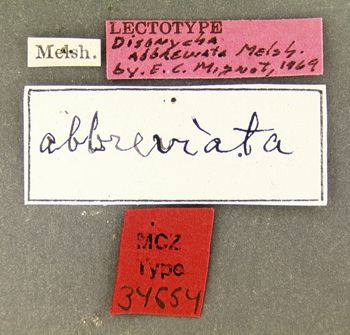 Melsh.
LECTOTYPE
Disonycha
abbreviata Melsh.
by. E. C. Mignot, 1969
abbreviata
MCZ
Type
34654